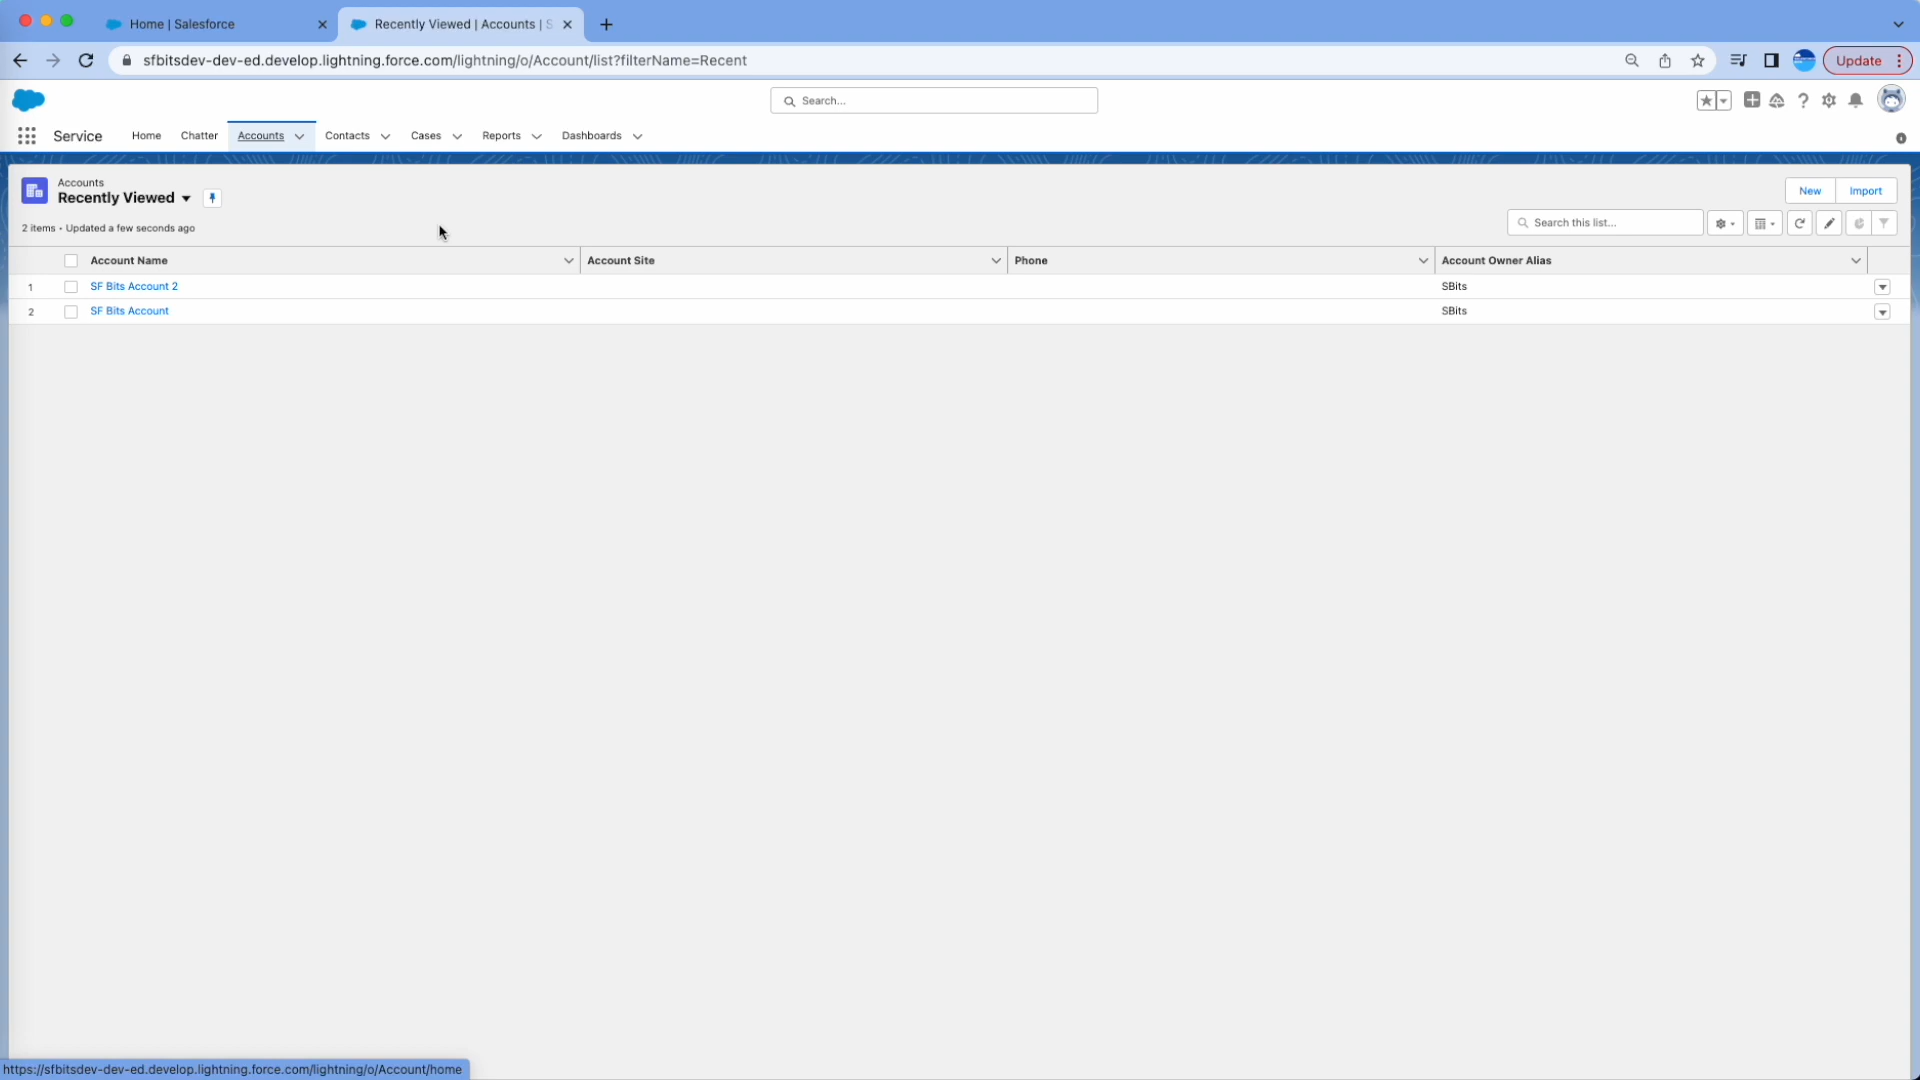 Home | Salesforce
Recently Viewed | Accounts | S
sfbitsdev-dev-ed.develop.lightning.force.com/lightning/o/Account/list?filterName=Recent
Update
Search...
Service Home Chatter Accounts Contacts Cases Reports Dashboards
Accounts
Recently Viewed
New Import
2 items • Updated a few seconds ago
Search this list...
Account Name Account Site Phone Account Owner Alias
1 SF Bits Account 2 SBits
2 SF Bits Account SBits
https://sfbitsdev-dev-ed.develop.lightning.force.com/lightning/o/Account/home